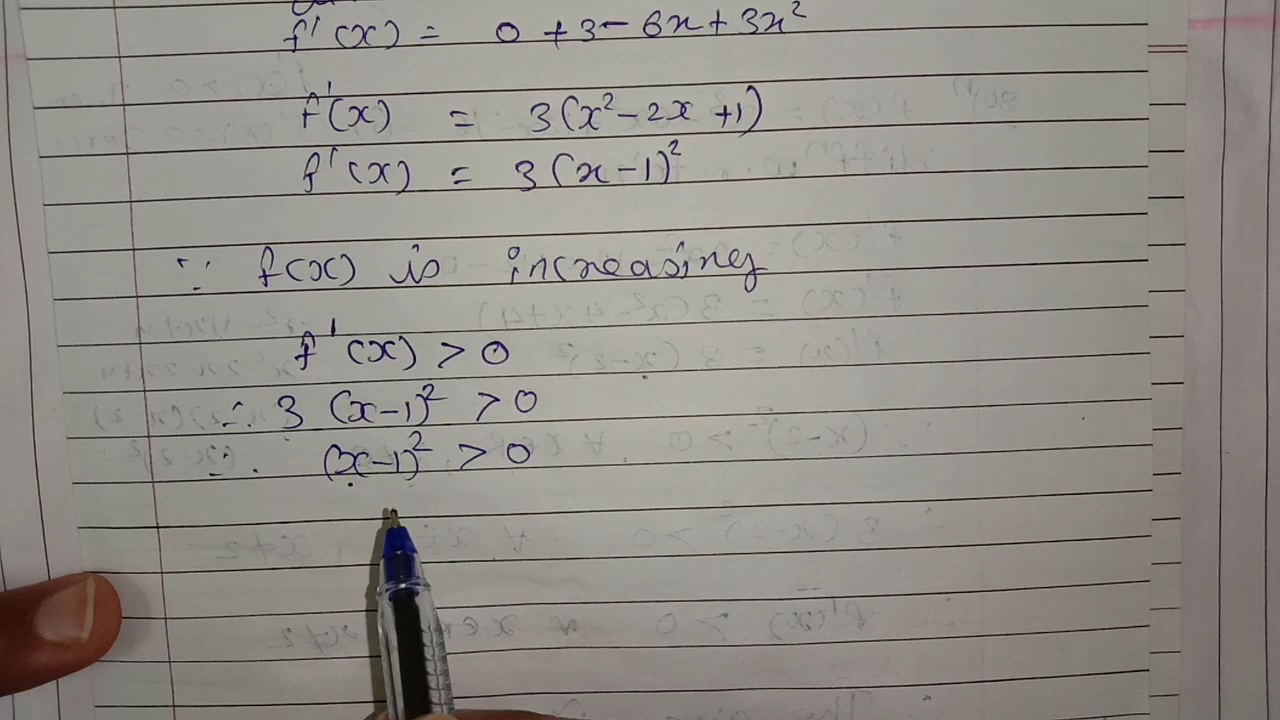 f'(x) = 0 + 3 - 6x + 3x²
f'(x) = 3(x² - 2x + 1)
f'(x) = 3(x-1)²
∵ f(x) is increasing
f'(x) > 0
∴ 3 (x-1)² > 0
∴ (x-1)² > 0